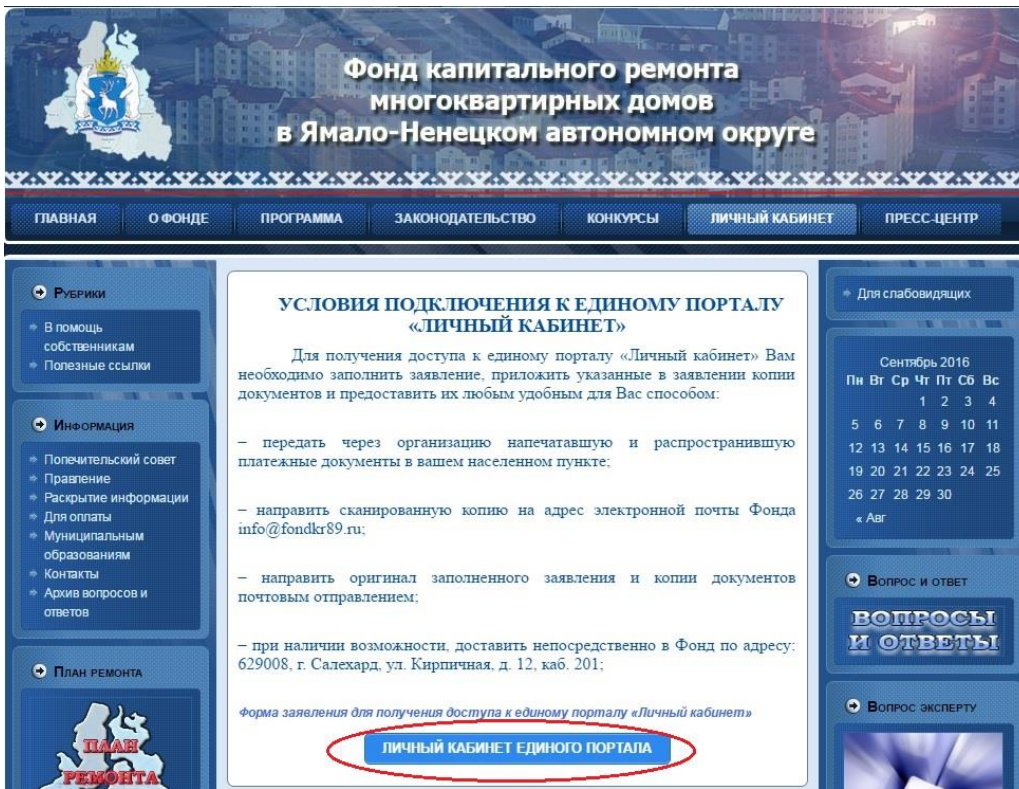 Фонд капитального ремонта
многоквартирных домов
в Ямало-Ненецком автономном округе
ГЛАВНАЯ О ФОНДЕ ПРОГРАММА ЗАКОНОДАТЕЛЬСТВО КОНКУРСЫ ЛИЧНЫЙ КАБИНЕТ ПРЕСС-ЦЕНТР
Рубрики
В помощь
собственникам
Полезные ссылки
Информация
Попечительский совет
Правление
Раскрытие информации
Для оплаты
Муниципальным
образованиям
Контакты
Архив вопросов и
ответов
План ремонта
ПЛАН
РЕМОНТА
УСЛОВИЯ ПОДКЛЮЧЕНИЯ К ЕДИНОМУ ПОРТАЛУ
«ЛИЧНЫЙ КАБИНЕТ»
Для получения доступа к единому порталу «Личный кабинет» Вам
необходимо заполнить заявление, приложить указанные в заявлении копии
документов и предоставить их любым удобным для Вас способом:
– передать через организацию напечатавшую и распространившую
платежные документы в вашем населенном пункте;
– направить сканированную копию на адрес электронной почты Фонда
info@fondkr89.ru;
– направить оригинал заполненного заявления и копии документов
почтовым отправлением;
– при наличии возможности, доставить непосредственно в Фонд по адресу:
629008, г. Салехард, ул. Кирпичная, д. 12, каб. 201;
Форма заявления для получения доступа к единому порталу «Личный кабинет»
ЛИЧНЫЙ КАБИНЕТ ЕДИНОГО ПОРТАЛА
Для слабовидящих
Сентябрь 2016
Пн Вт Ср Чт Пт Сб Вс
1 2 3 4
5 6 7 8 9 10 11
12 13 14 15 16 17 18
19 20 21 22 23 24 25
26 27 28 29 30
« Авг
Вопрос и ответ
ВОПРОСЫ
И ОТВЕТЫ
Вопрос эксперту